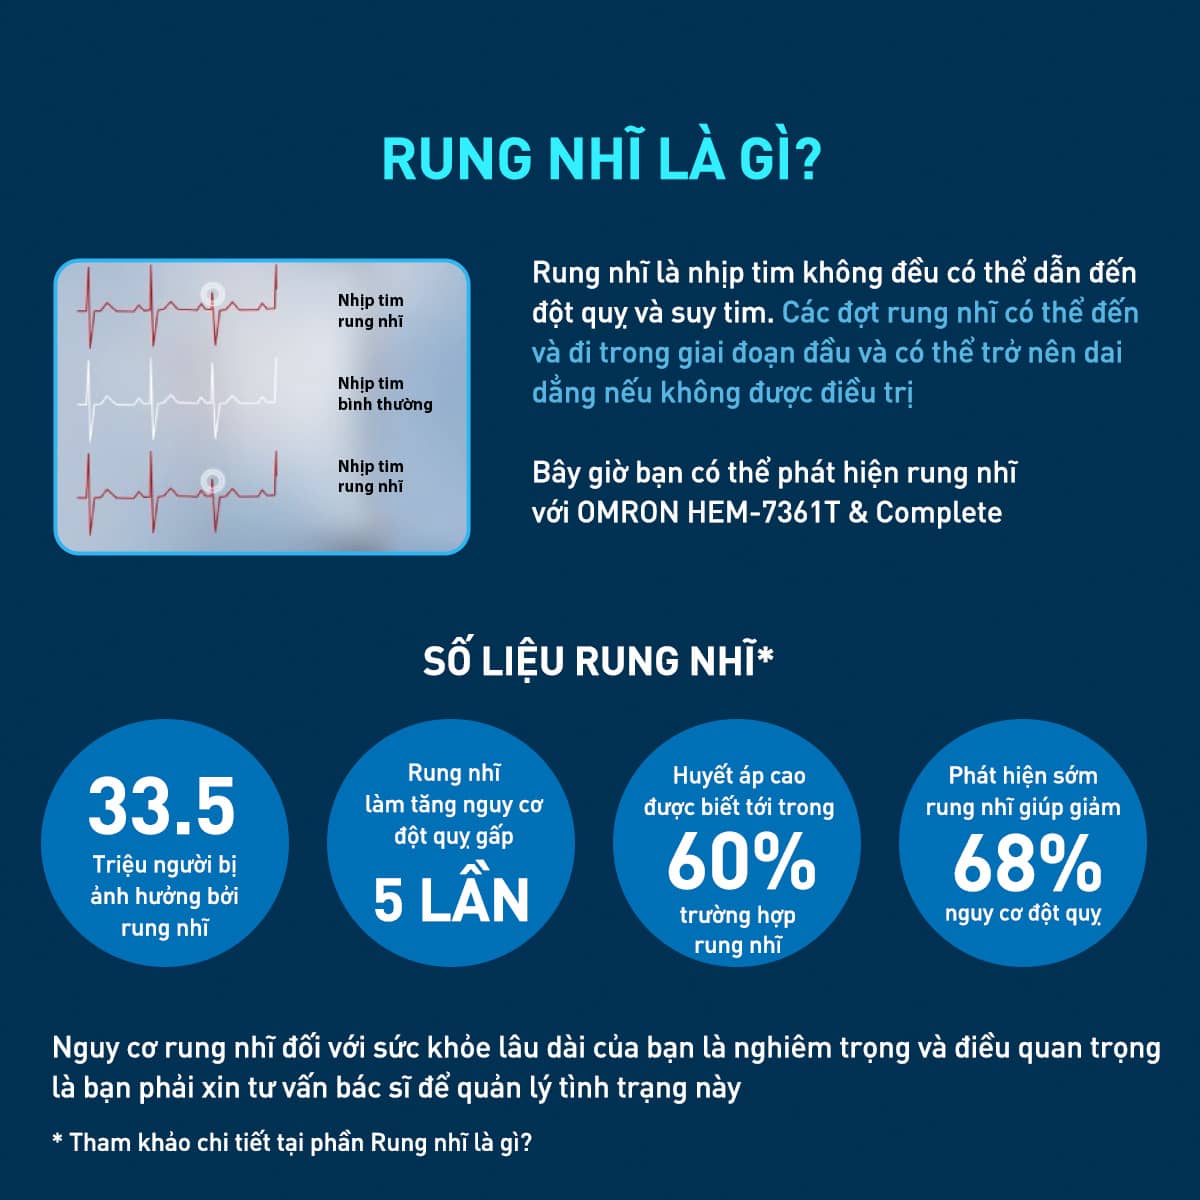 RUNG NHĨ LÀ GÌ?
Nhịp tim
rung nhĩ
Nhịp tim
bình thường
Nhịp tim
rung nhĩ
Rung nhĩ là nhịp tim không đều có thể dẫn đến
đột quỵ và suy tim. Các đợt rung nhĩ có thể đến
và đi trong giai đoạn đầu và có thể trở nên dai
dẳng nếu không được điều trị
Bây giờ bạn có thể phát hiện rung nhĩ
với OMRON HEM-7361T & Complete
SỐ LIỆU RUNG NHĨ*
33.5
Triệu người bị
ảnh hưởng bởi
rung nhĩ
Rung nhĩ
làm tăng nguy cơ
đột quỵ gấp
5 LẦN
Huyết áp cao
được biết tới trong
60%
trường hợp
rung nhĩ
Phát hiện sớm
rung nhĩ giúp giảm
68%
nguy cơ đột quỵ
Nguy cơ rung nhĩ đối với sức khỏe lâu dài của bạn là nghiêm trọng và điều quan trọng
là bạn phải xin tư vấn bác sĩ để quản lý tình trạng này
* Tham khảo chi tiết tại phần Rung nhĩ là gì?